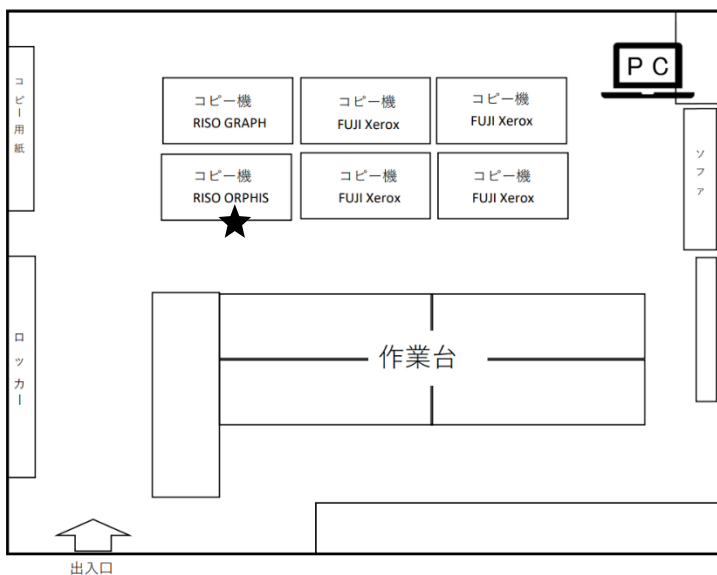 コピー用紙
コピー機
RISO GRAPH
コピー機
FUJI Xerox
コピー機
FUJI Xerox
PC
コピー機
RISO ORPHIS
コピー機
FUJI Xerox
コピー機
FUJI Xerox
ソファ
ロッカー
作業台
出入口